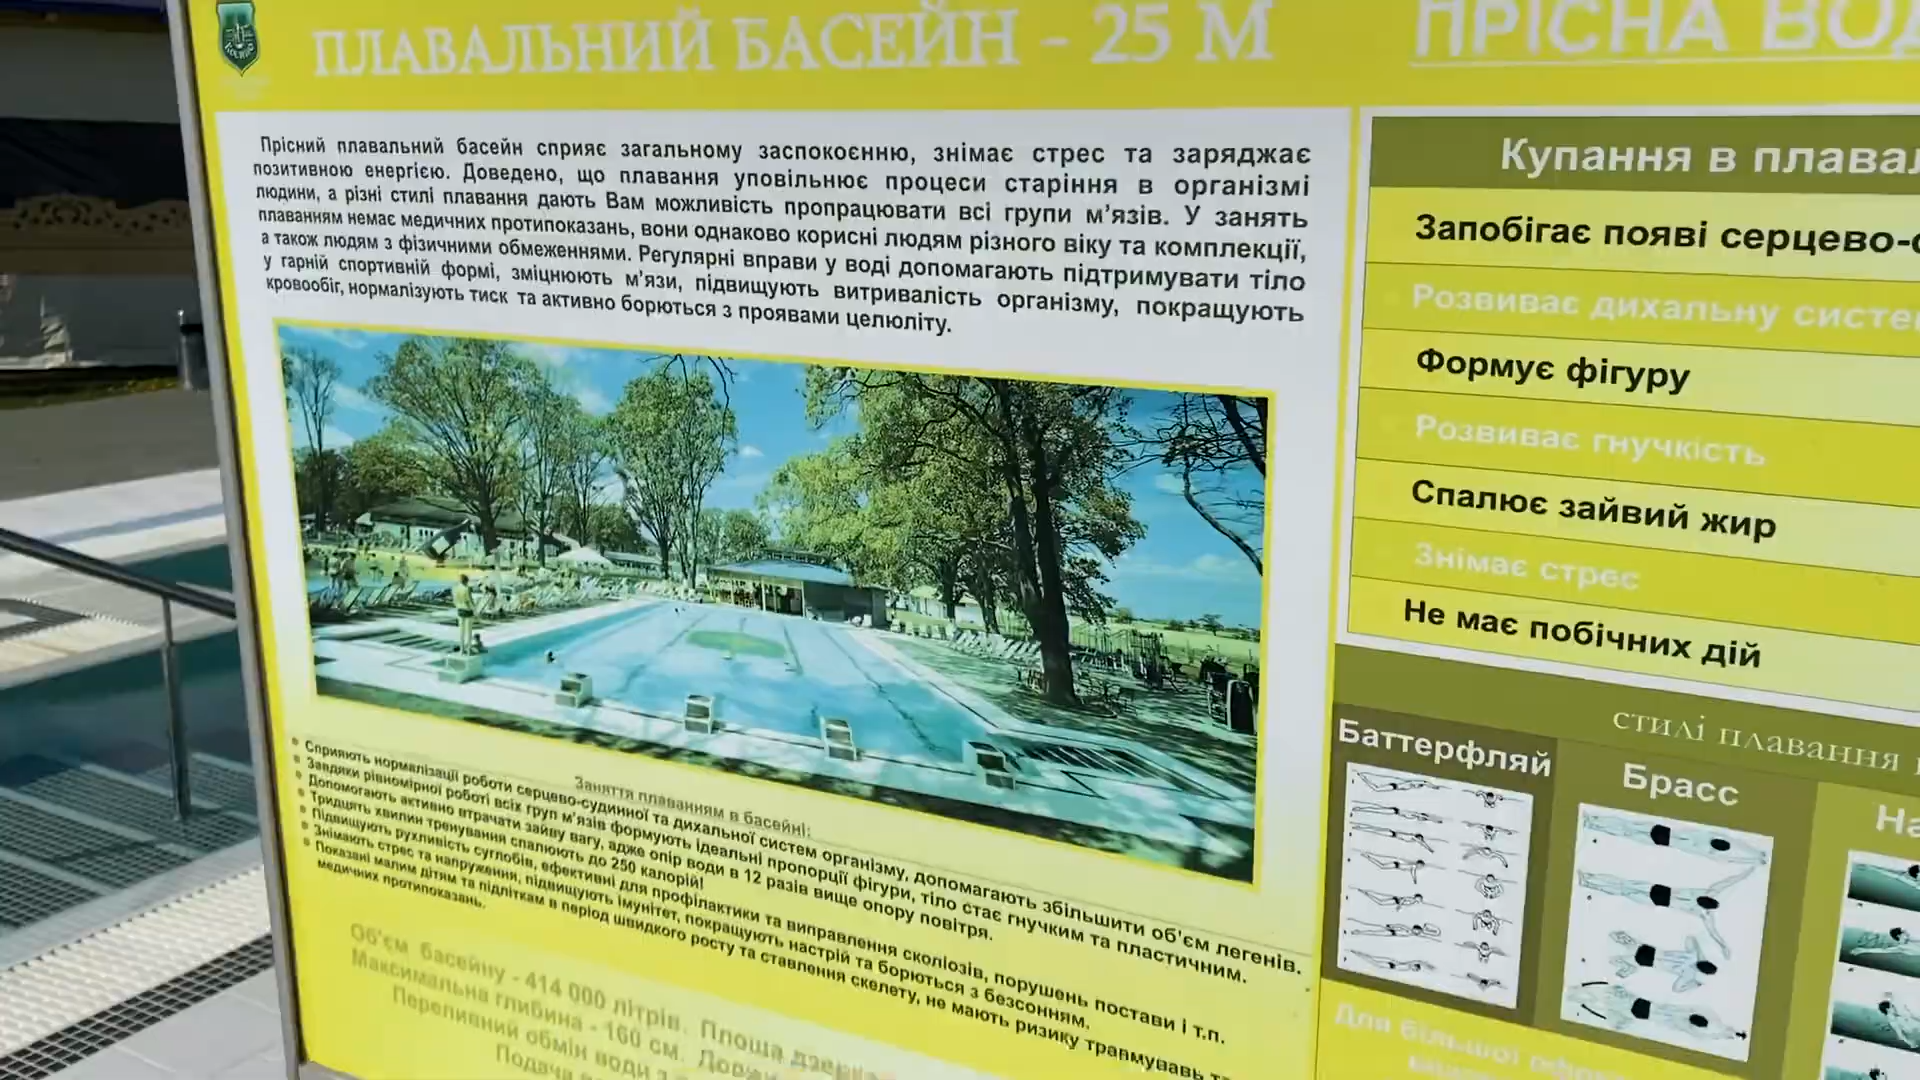 ПЛАВАЛЬНИЙ БАСЕЙН - 25 М
Прісний плавальний басейн сприяє загальному заспокоєнню, знімає стрес та заряджає
позитивною енергією. Доведено, що плавання уповільнює процеси старіння в організмі
людини, а різні стилі плавання дають Вам можливість пропрацювати всі групи м’язів. У занять
плаванням немає медичних протипоказань, вони однаково корисні людям різного віку та комплекції,
а також людям з фізичними обмеженнями. Регулярні вправи у воді допомагають підтримувати тіло
у гарній спортивній формі, зміцнюють м’язи, підвищують витривалість організму, покращують
кровообіг, нормалізують тиск та активно борються з проявами целюліту.
Заняття плаванням в басейні:
Сприяють нормалізації роботи серцево-судинної та дихальної систем організму, допомагають збільшити об’єм легенів.
Завдяки рівномірної роботі всіх груп м’язів формують ідеальні пропорції фігури, тіло стає гнучким та пластичним.
Допомогають активно втрачати зайву вагу, адже опір води в 12 разів вище опору повітря.
Тридцять хвилин тренування спалюють до 250 калорій!
Підвищують рухливість суглобів, ефективні для профілактики та виправлення сколіозів, порушень постави і т.п.
Знімають стрес та напруження, підвищують імунітет, покращують настрій та борються з безсонням.
Показані малим дітям та підліткам в період швидкого росту та ставлення скелету, не мають ризику травмувавь
медичних протипоказань.
Об'єм басейну - 414 000 літрів. Площа дзерка
Максимальна глибина - 160 см.
Переливний обмін води з
Подача
ПРІСНА ВОД
Купання в плава
Запобігає появі серцево-
Розвиває дихальну систе
Формує фігуру
Розвиває гнучкість
Спалює зайвий жир
Знімає стрес
Не має побічних дій
стилі плавання
Баттерфляй
Брасс
На
Для більшої